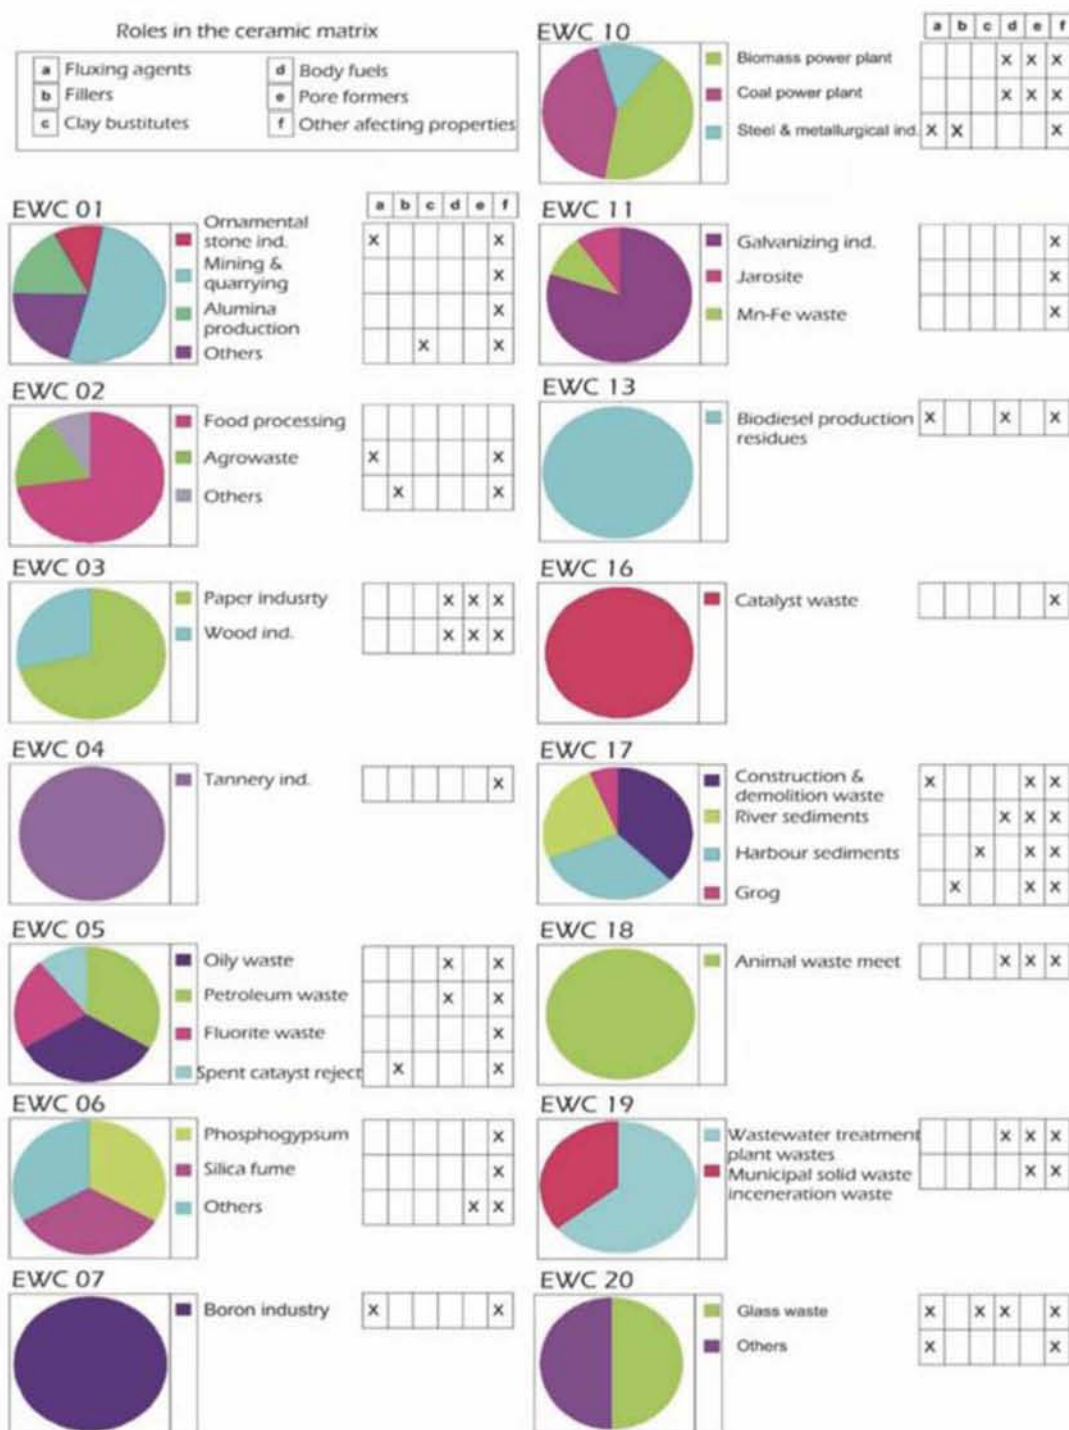 Roles in the ceramic matrix
a Fluxing agents
b Fillers
c Clay bustitutes
d Body fuels
e Pore formers
f Other afecting properties
EWC 01
a b c d e f
Ornamental
stone ind.
X X
Mining &
quarrying
X
Alumina
production
X
Others
X X
EWC 02
Food processing
Agrowaste
X X
Others
X X
EWC 03
Paper indusrty
X X X
Wood ind.
X X X
EWC 04
Tannery ind.
X
EWC 05
Oily waste
X X
Petroleum waste
X X
Fluorite waste
X
Spent catayst reject
X X
EWC 06
Phosphogypsum
X
Silica fume
X
Others
X X
EWC 07
Boron industry
X X
EWC 10
a b c d e f
Biomass power plant
X X X
Coal power plant
X X X
Steel & metallurgical ind.
X X X
EWC 11
Galvanizing ind.
X
Jarosite
X
Mn-Fe waste
X
EWC 13
Biodiesel production
residues
X X X
EWC 16
Catalyst waste
X
EWC 17
Construction &
demolition waste
X X X
River sediments
X X X
Harbour sediments
X X X
Grog
X X X
EWC 18
Animal waste meet
X X X
EWC 19
Wastewater treatment
plant wastes
X X X
Municipal solid waste
inceneration waste
X X
EWC 20
Glass waste
X X X X
Others
X X